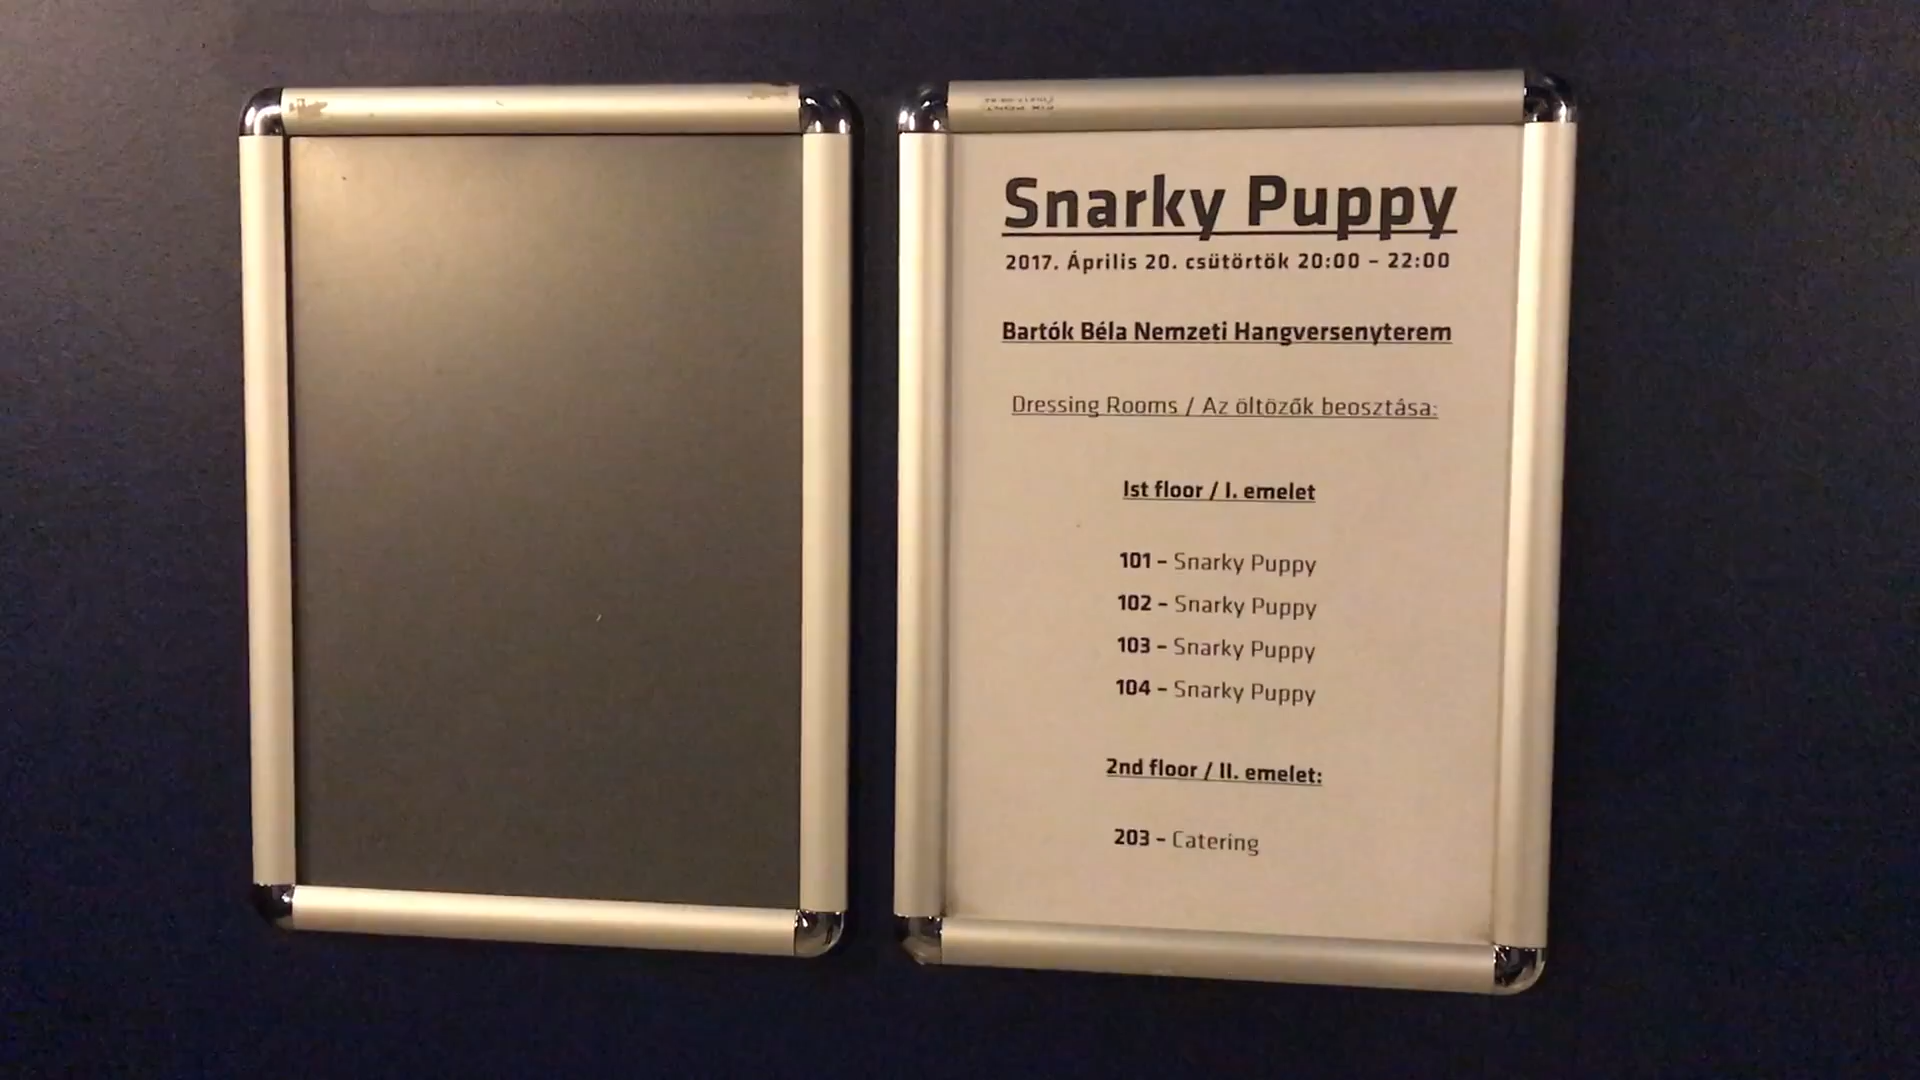 Snarky Puppy
2017. Április 20. csütörtök 20:00 – 22:00
Bartók Béla Nemzeti Hangversenyterem
Dressing Rooms / Az öltözők beosztása:
Ist floor / I. emelet
101 – Snarky Puppy
102 – Snarky Puppy
103 – Snarky Puppy
104 – Snarky Puppy
2nd floor / II. emelet:
203 – Catering